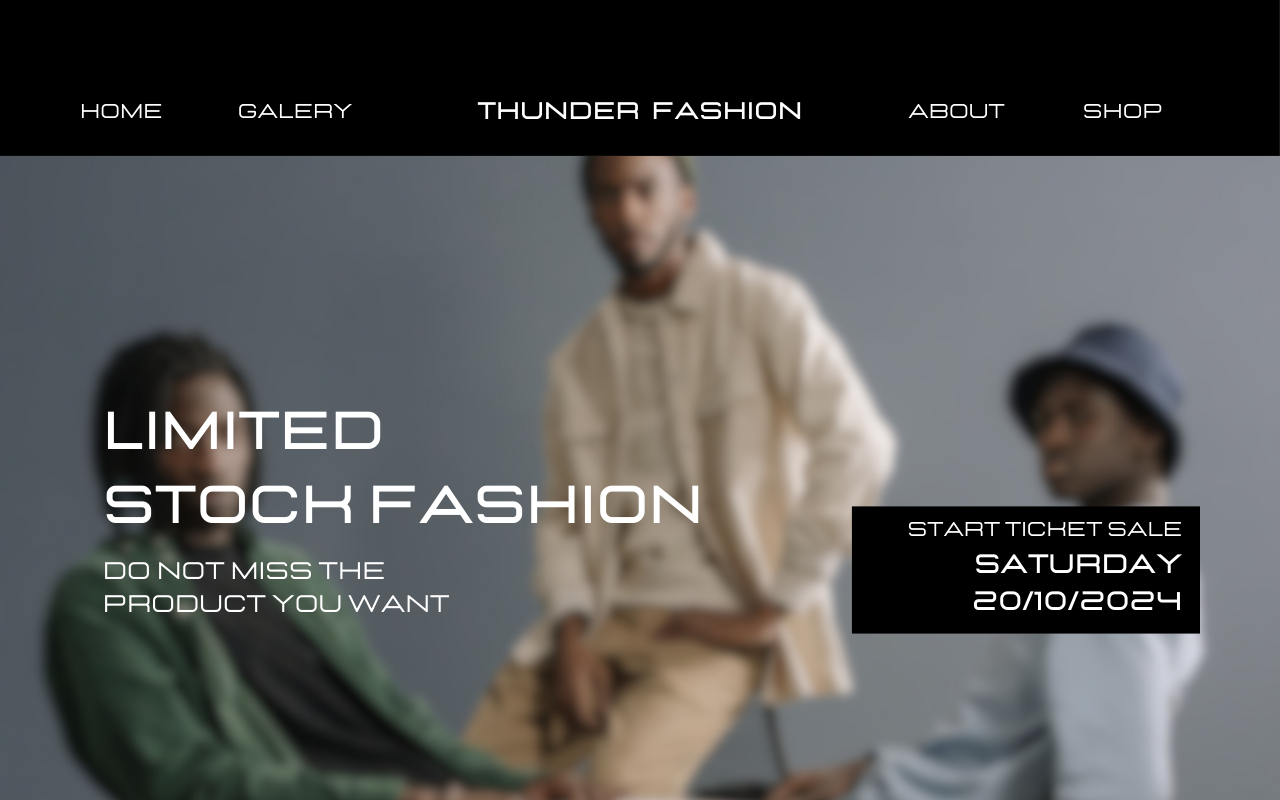 HOME GALERY THUNDER FASHION ABOUT SHOP
LIMITED
STOCK FASHION
DO NOT MISS THE
PRODUCT YOU WANT
START TICKET SALE
SATURDAY
20/10/2024